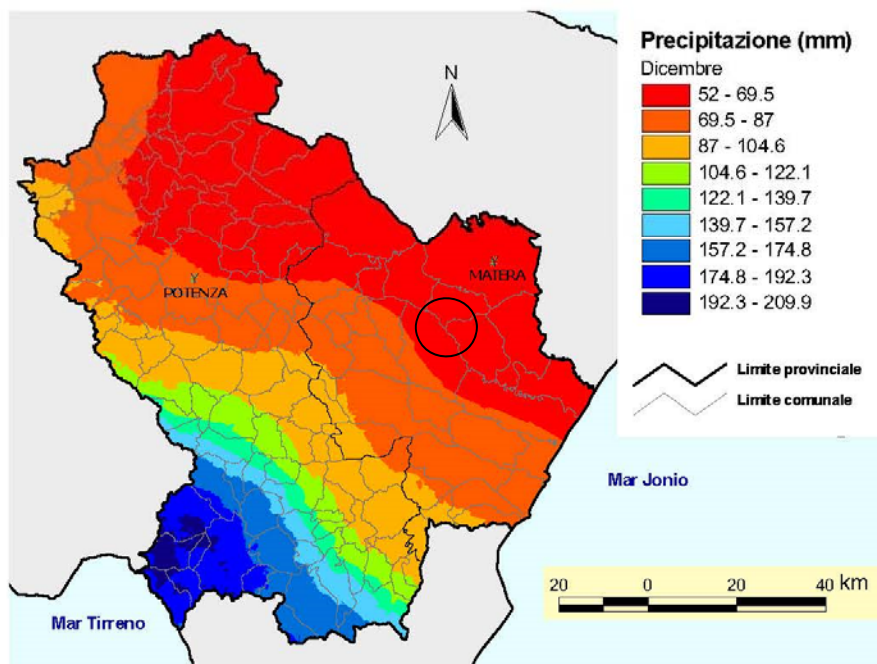 Precipitazione (mm)
Dicembre
52 - 69.5
69.5 - 87
87 - 104.6
104.6 - 122.1
122.1 - 139.7
139.7 - 157.2
157.2 - 174.8
174.8 - 192.3
192.3 - 209.9
Limite provinciale
Limite comunale
N
MATERA
POTENZA
Mar Jonio
20 0 20 40 km
Mar Tirreno